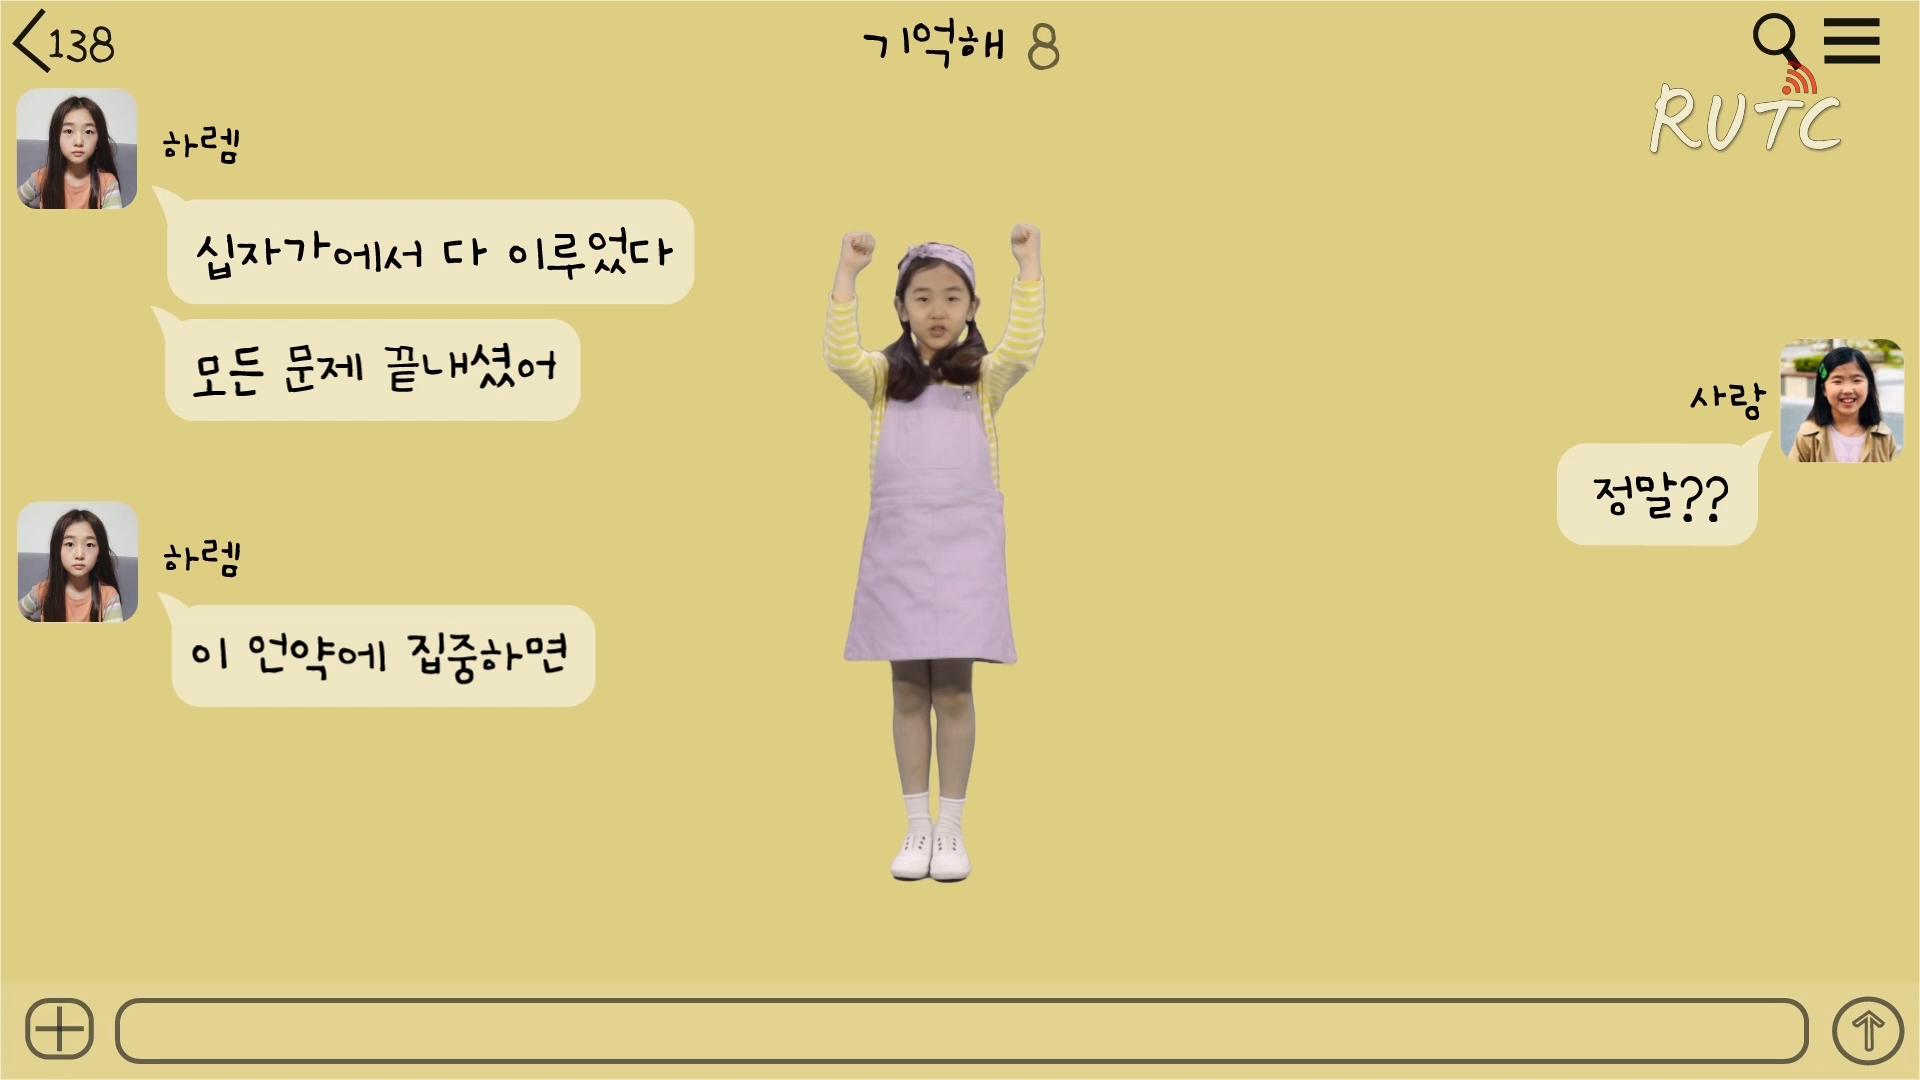 138
기억해 8
RUTC
하렘
십자가에서 다 이루었다
모든 문제 끝내셨어
사랑
정말??
하렘
이 언약에 집중하면